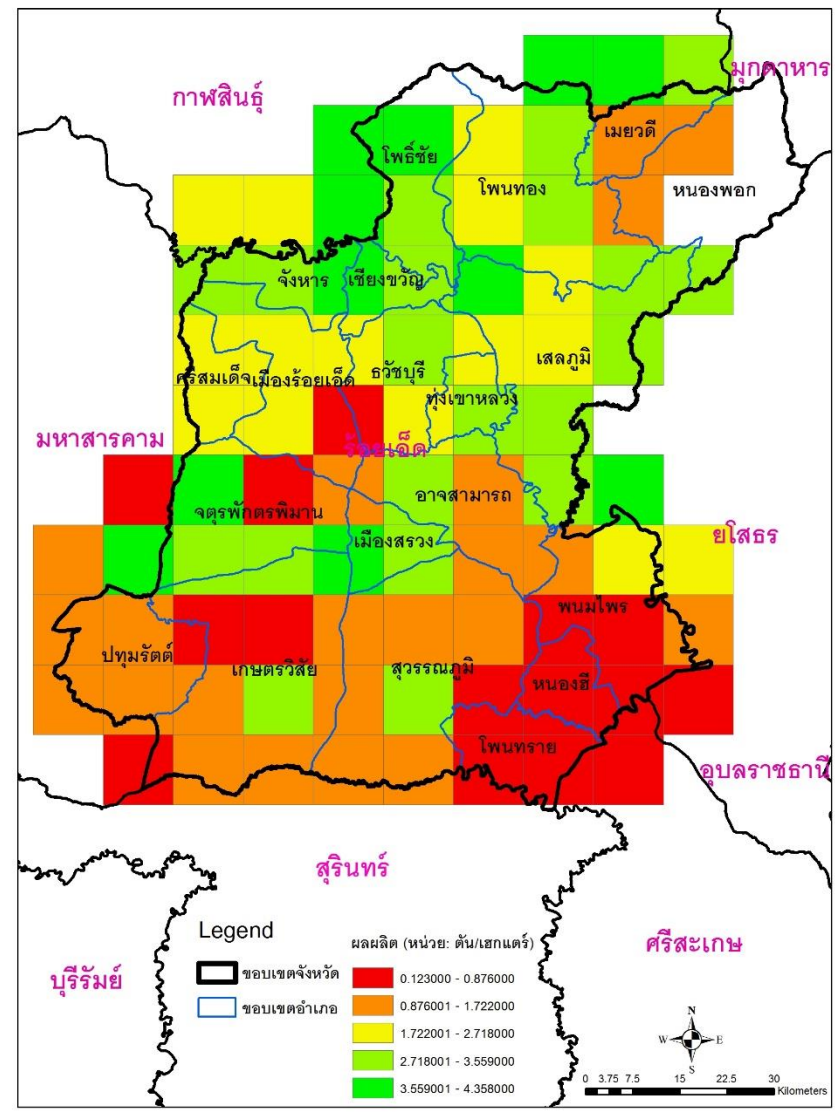 มุกดาหาร
กาฬสินธุ์
เมยวดี
โพธิ์ชัย
โพนทอง
หนองพอก
จังหาร
เชียงขวัญ
ศรีสมเด็จ
เมืองร้อยเอ็ด
ธวัชบุรี
เสลภูมิ
ทุ่งเขาหลวง
มหาสารคาม
ร้อยเอ็ด
จตุรพักตรพิมาน
อาจสามารถ
เมืองสรวง
ยโสธร
พนมไพร
ปทุมรัตต์
เกษตรวิสัย
สุวรรณภูมิ
หนองฮี
โพนทราย
อุบลราชธานี
สุรินทร์
ศรีสะเกษ
บุรีรัมย์
Legend
ขอบเขตจังหวัด
ขอบเขตอำเภอ
ผลผลิต (หน่วย: ตัน/เฮกแตร์)
0.123000 - 0.876000
0.876001 - 1.722000
1.722001 - 2.718000
2.718001 - 3.559000
3.559001 - 4.358000
N
W E
S
0 3.75 7.5 15 22.5 30
Kilometers